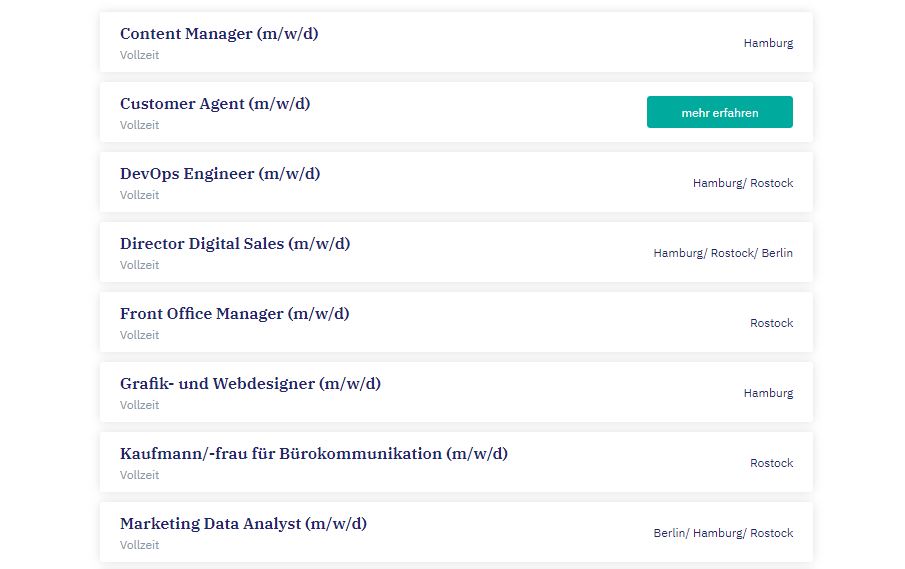 Content Manager (m/w/d)
Vollzeit
Hamburg
Customer Agent (m/w/d)
Vollzeit
mehr erfahren
DevOps Engineer (m/w/d)
Vollzeit
Hamburg/ Rostock
Director Digital Sales (m/w/d)
Vollzeit
Hamburg/ Rostock/ Berlin
Front Office Manager (m/w/d)
Vollzeit
Rostock
Grafik- und Webdesigner (m/w/d)
Vollzeit
Hamburg
Kaufmann/-frau für Bürokommunikation (m/w/d)
Vollzeit
Rostock
Marketing Data Analyst (m/w/d)
Vollzeit
Berlin/ Hamburg/ Rostock